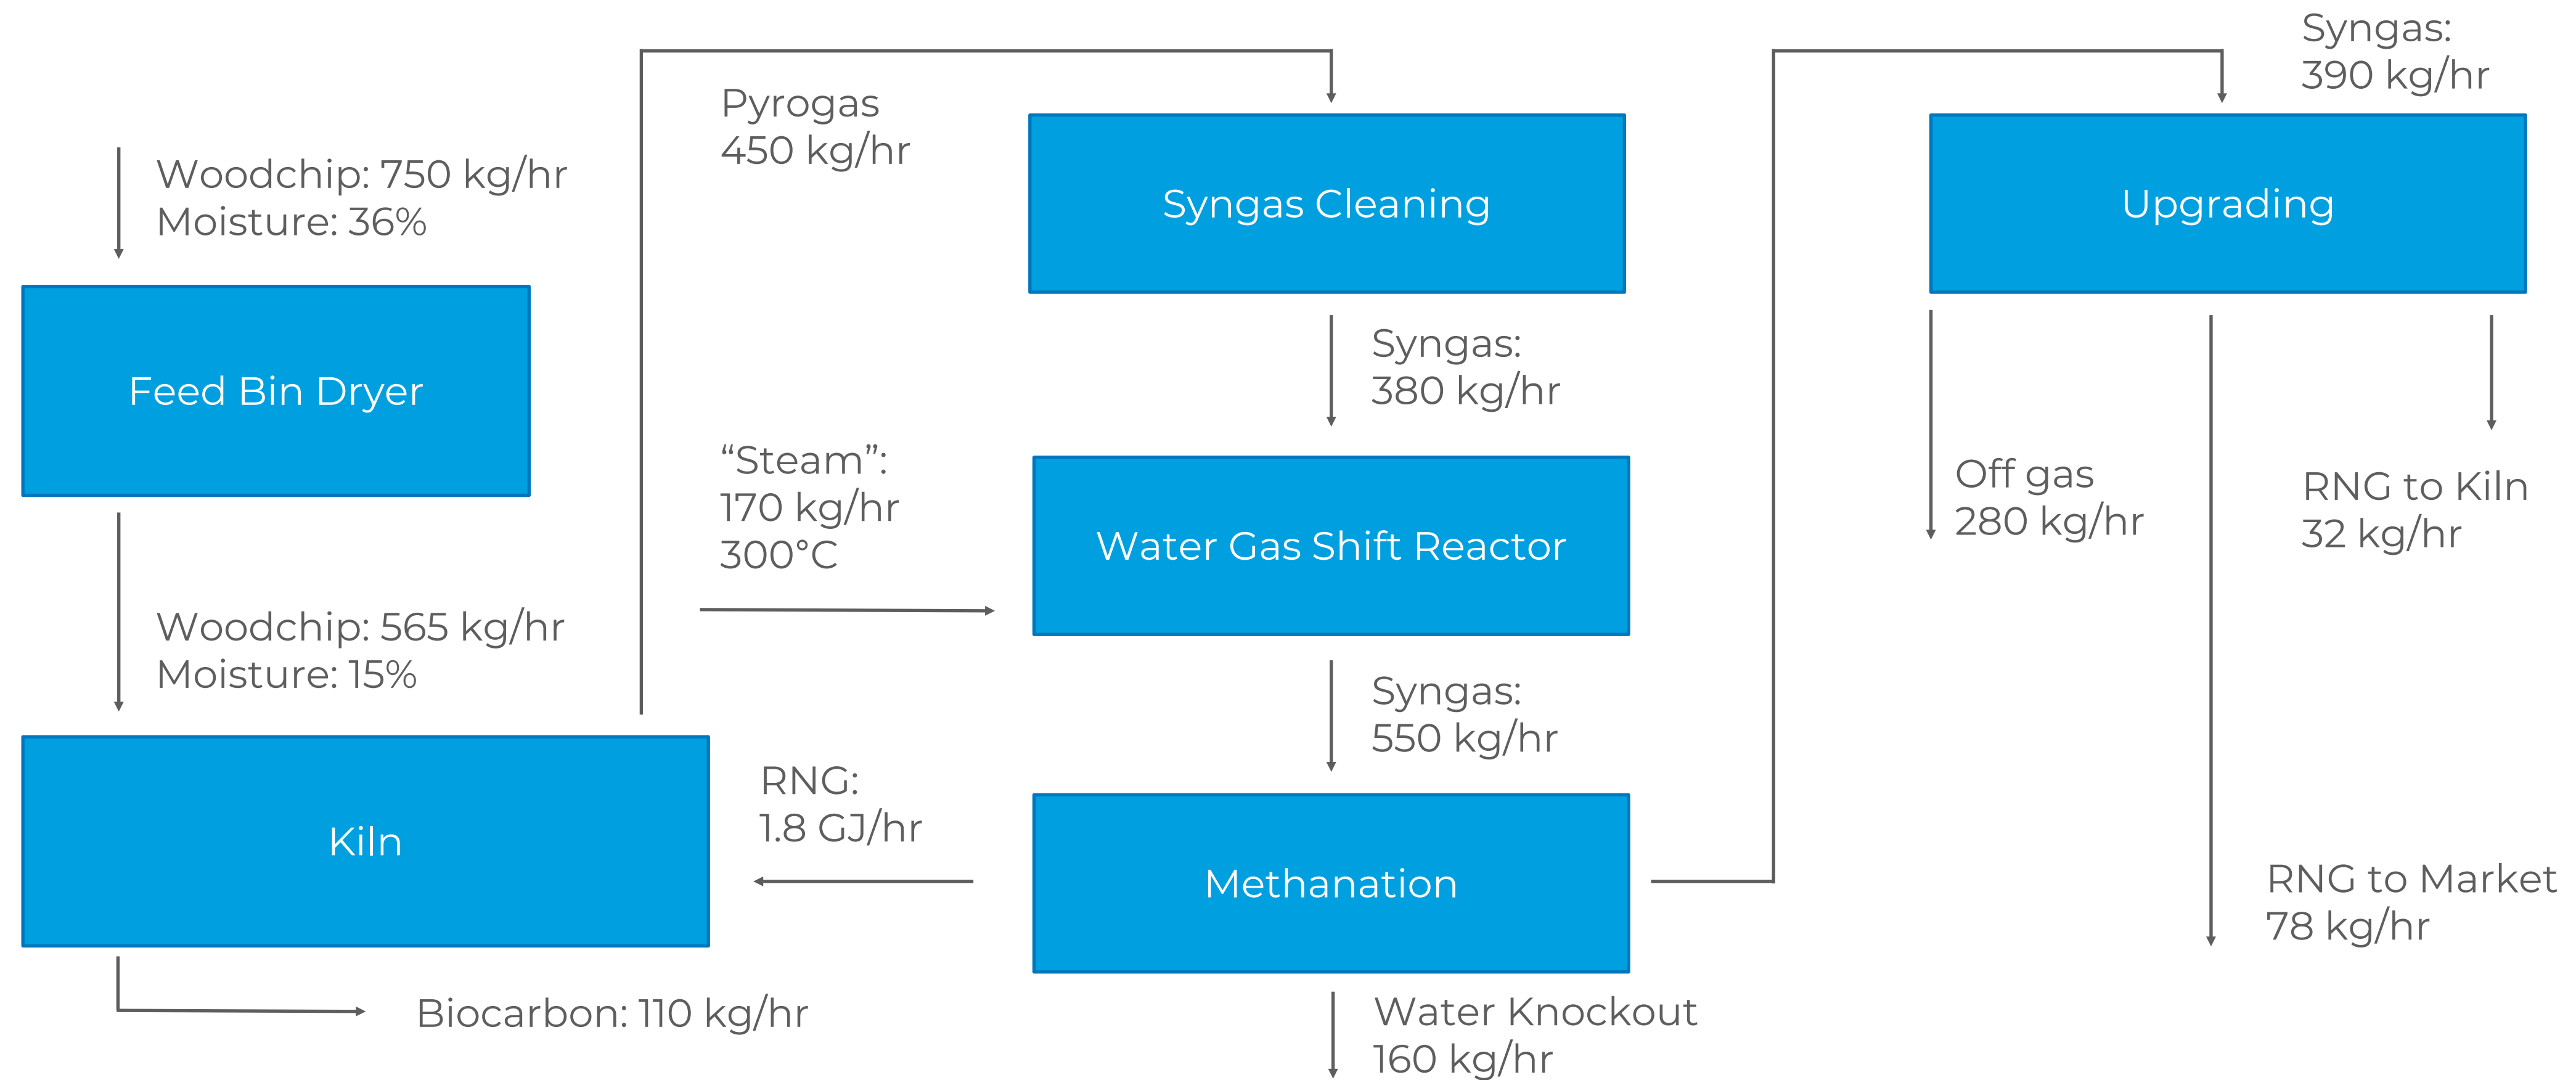 Woodchip: 750 kg/hr
Moisture: 36%
Feed Bin Dryer
Woodchip: 565 kg/hr
Moisture: 15%
Kiln
Biocarbon: 110 kg/hr
Pyrogas
450 kg/hr
Syngas Cleaning
Syngas:
380 kg/hr
“Steam”:
170 kg/hr
300°C
Water Gas Shift Reactor
Syngas:
550 kg/hr
RNG:
1.8 GJ/hr
Methanation
Water Knockout
160 kg/hr
Syngas:
390 kg/hr
Upgrading
Off gas
280 kg/hr
RNG to Kiln
32 kg/hr
RNG to Market
78 kg/hr